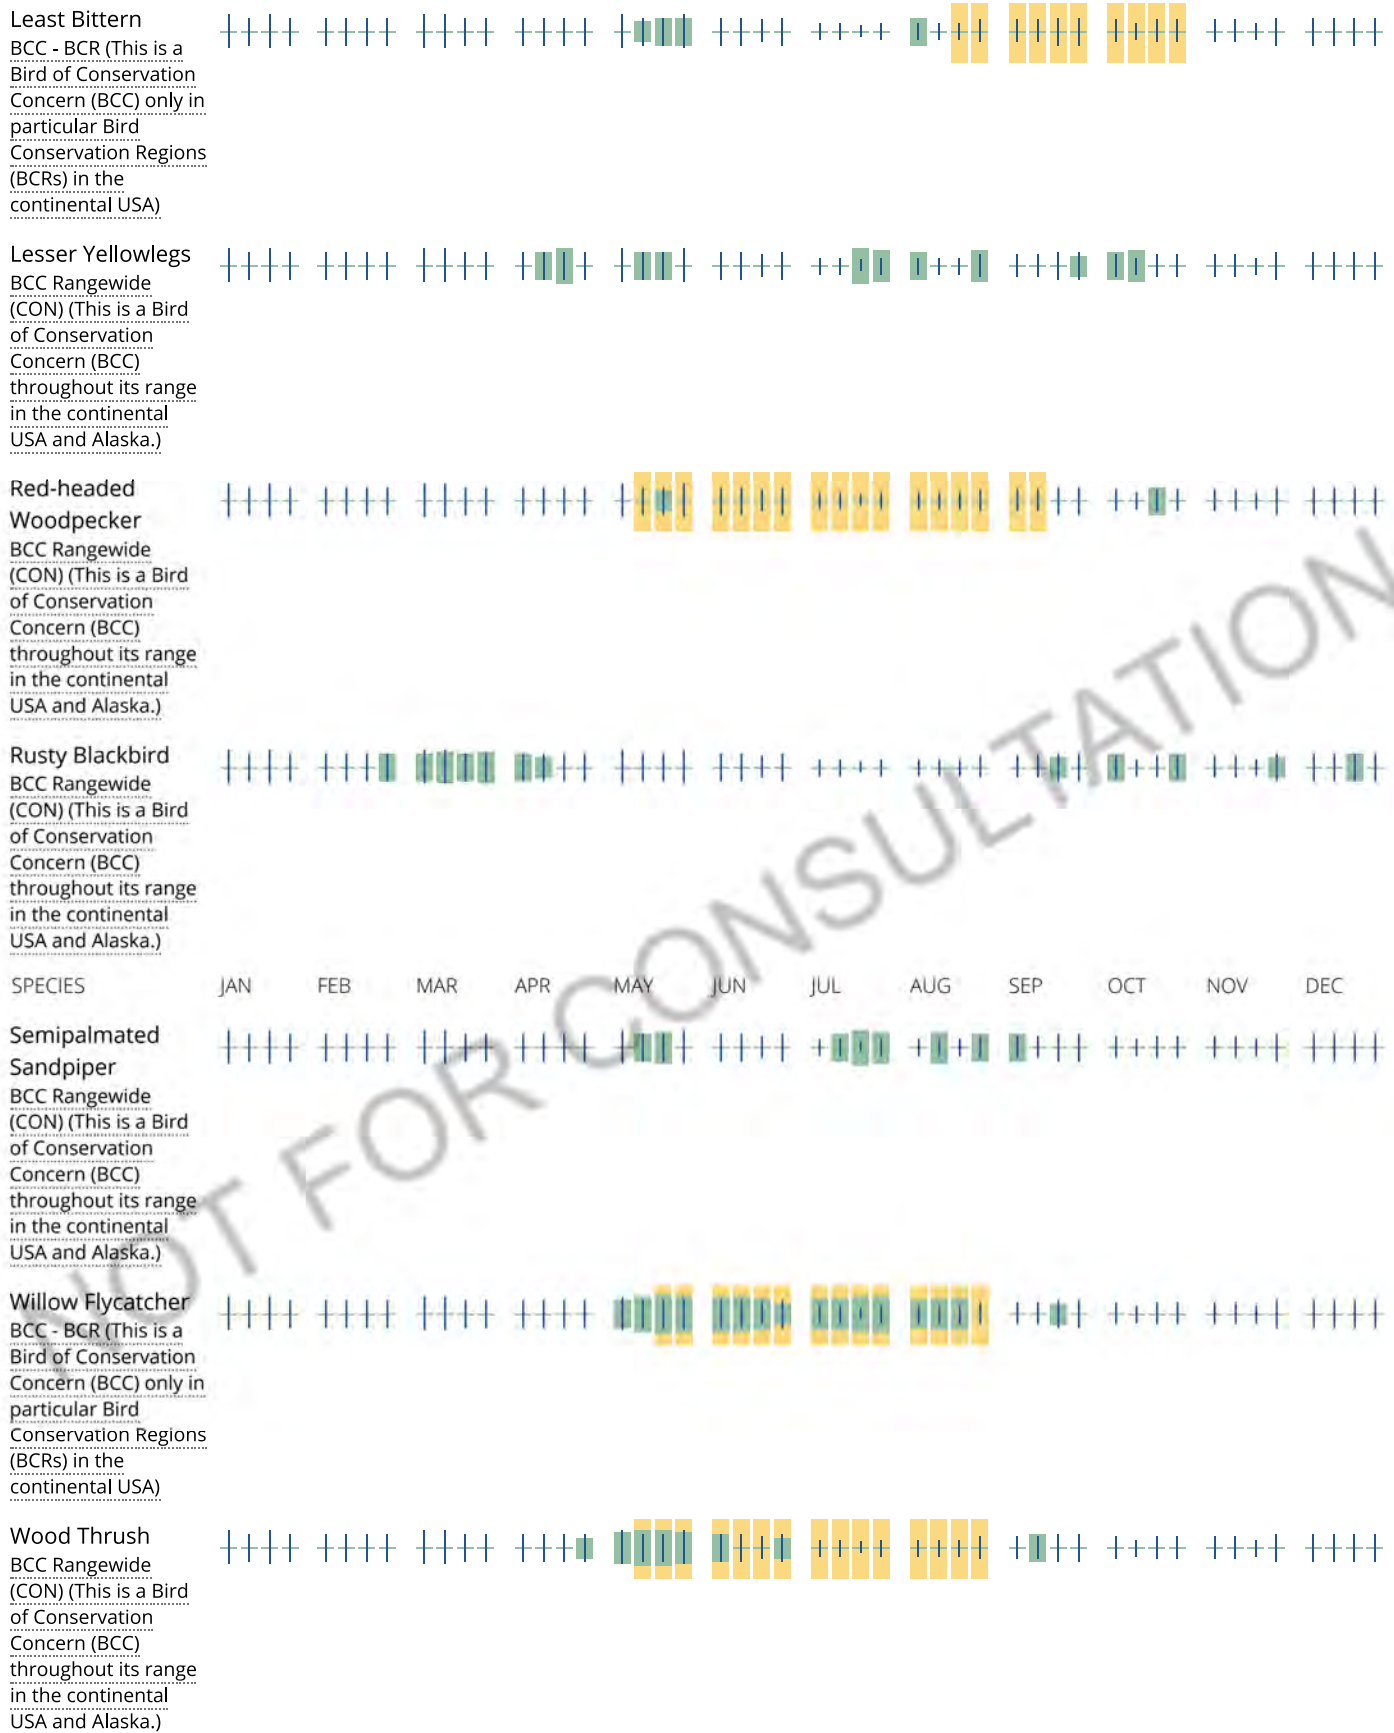 Least Bittern
BCC - BCR (This is a
Bird of Conservation
Concern (BCC) only in
particular Bird
Conservation Regions
(BCRs) in the
continental USA)
Lesser Yellowlegs
BCC Rangewide
(CON) (This is a Bird
of Conservation
Concern (BCC)
throughout its range
in the continental
USA and Alaska.)
Red-headed
Woodpecker
BCC Rangewide
(CON) (This is a Bird
of Conservation
Concern (BCC)
throughout its range
in the continental
USA and Alaska.)
Rusty Blackbird
BCC Rangewide
(CON) (This is a Bird
of Conservation
Concern (BCC)
throughout its range
in the continental
USA and Alaska.)
SPECIES JAN FEB MAR APR MAY JUN JUL AUG SEP OCT NOV DEC
Semipalmated
Sandpiper
BCC Rangewide
(CON) (This is a Bird
of Conservation
Concern (BCC)
throughout its range
in the continental
USA and Alaska.)
Willow Flycatcher
BCC - BCR (This is a
Bird of Conservation
Concern (BCC) only in
particular Bird
Conservation Regions
(BCRs) in the
continental USA)
Wood Thrush
BCC Rangewide
(CON) (This is a Bird
of Conservation
Concern (BCC)
throughout its range
in the continental
USA and Alaska.)
NOT FOR CONSULTATION